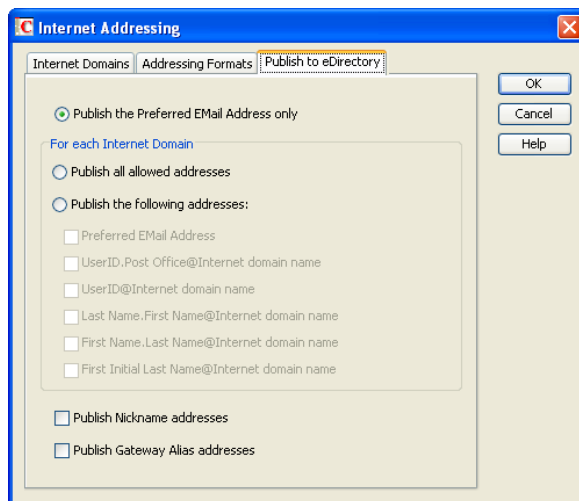 Internet Addressing
Internet Domains Addressing Formats Publish to eDirectory
OK
Publish the Preferred EMail Address only
Cancel
For each Internet Domain
Help
Publish all allowed addresses
Publish the following addresses:
Preferred EMail Address
UserID.Post Office@Internet domain name
UserID@Internet domain name
Last Name.First Name@Internet domain name
First Name.Last Name@Internet domain name
First Initial Last Name@Internet domain name
Publish Nickname addresses
Publish Gateway Alias addresses